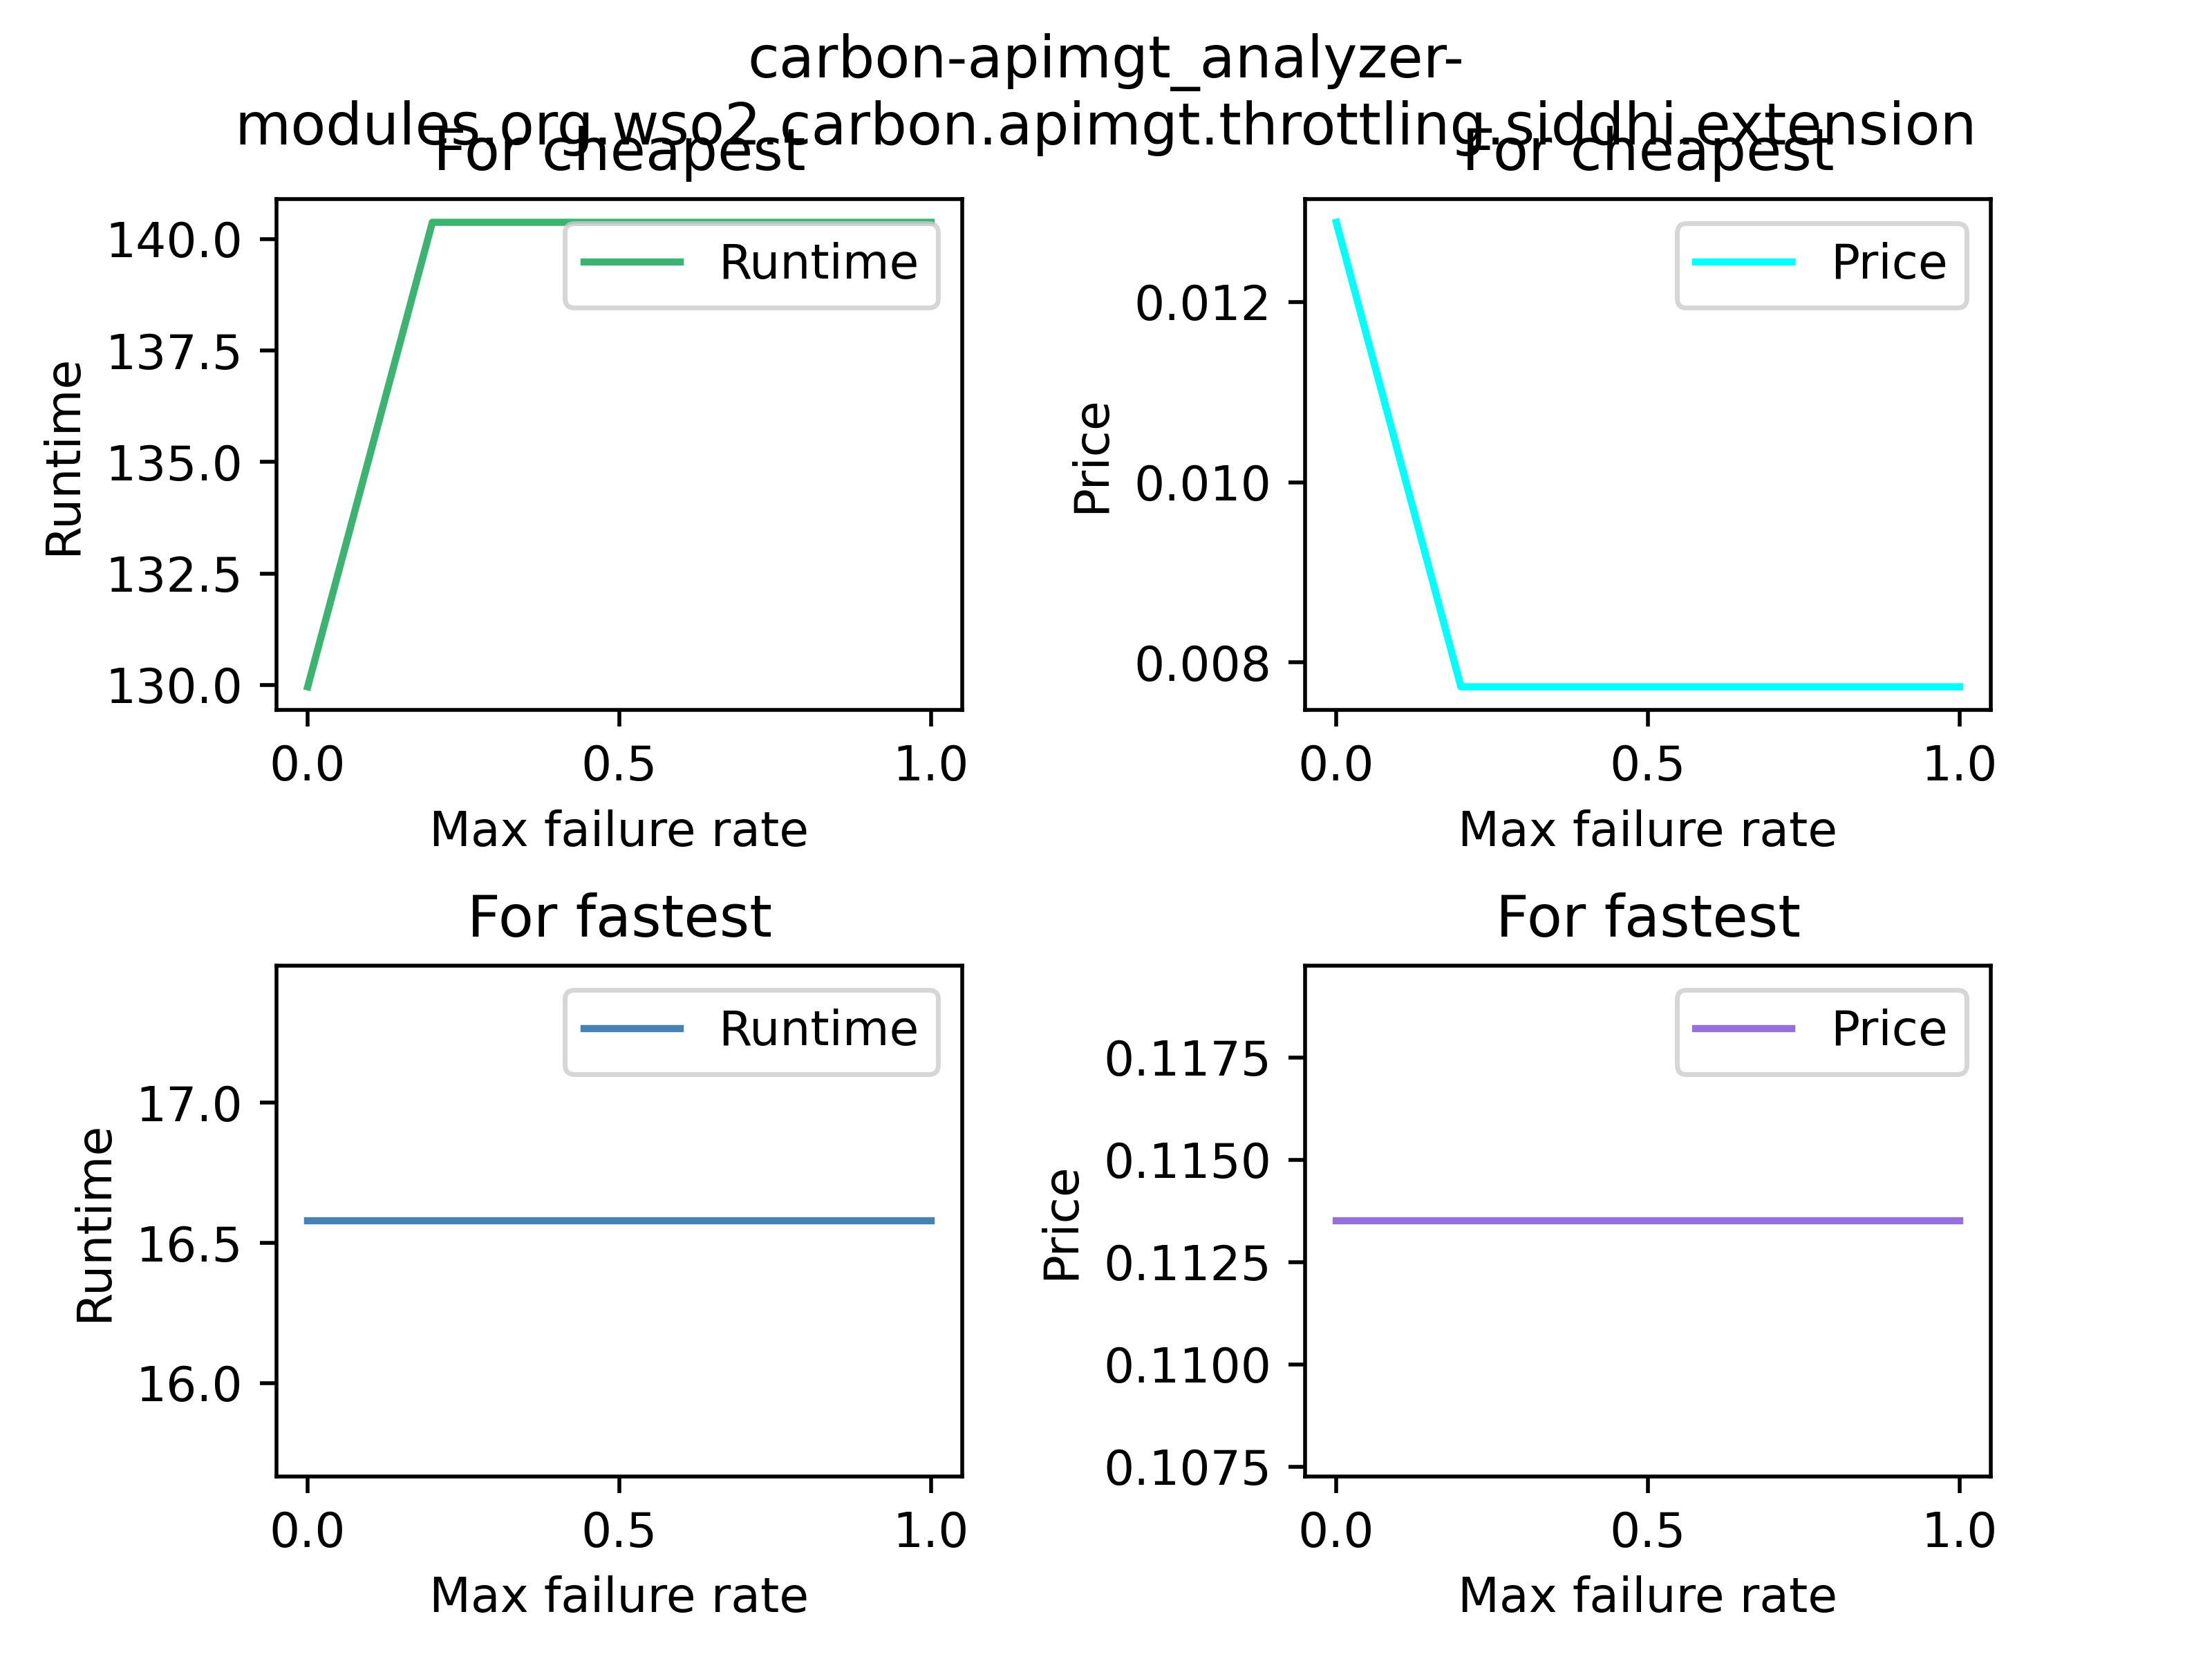 carbon-apimgt_analyzer-
modules.org.wso2.carbon.apimgt.throttling.siddhi.extension
For cheapest
140.0
137.5
135.0
132.5
130.0
Runtime
Runtime
0.0 0.5 1.0
Max failure rate
For cheapest
0.012
0.010
0.008
Price
Price
0.0 0.5 1.0
Max failure rate
For fastest
17.0
16.5
16.0
Runtime
Runtime
0.0 0.5 1.0
Max failure rate
For fastest
0.1175
0.1150
0.1125
0.1100
0.1075
Price
Price
0.0 0.5 1.0
Max failure rate